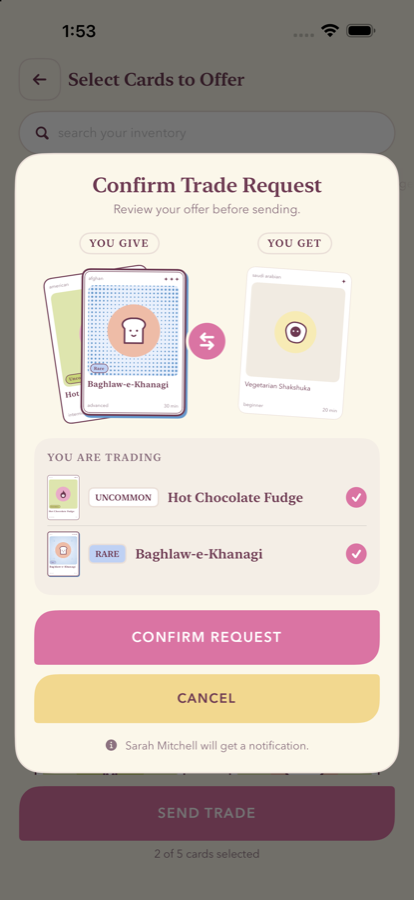 1:53
Select Cards to Offer
search your inventory
Confirm Trade Request
Review your offer before sending.
YOU GIVE
YOU GET
american
afghan
saudi arabian
Rare
Hot
Baghlaw-e-Khanagi
advanced
20 min
Vegetarian Shakshuka
beginner
20 min
YOU ARE TRADING
UNCOMMON
Hot Chocolate Fudge
RARE
Baghlaw-e-Khanagi
CONFIRM REQUEST
CANCEL
Sarah Mitchell will get a notification.
SEND TRADE
2 of 5 cards selected